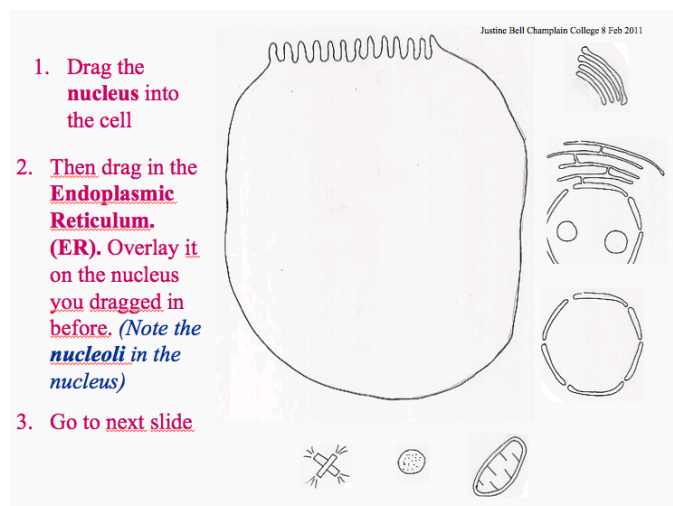 Justine Bell Champlain College 8 Feb 2011
1. Drag the
nucleus into
the cell
2. Then drag in the
Endoplasmic
Reticulum.
(ER). Overlay it
on the nucleus
you dragged in
before. (Note the
nucleoli in the
nucleus)
3. Go to next slide